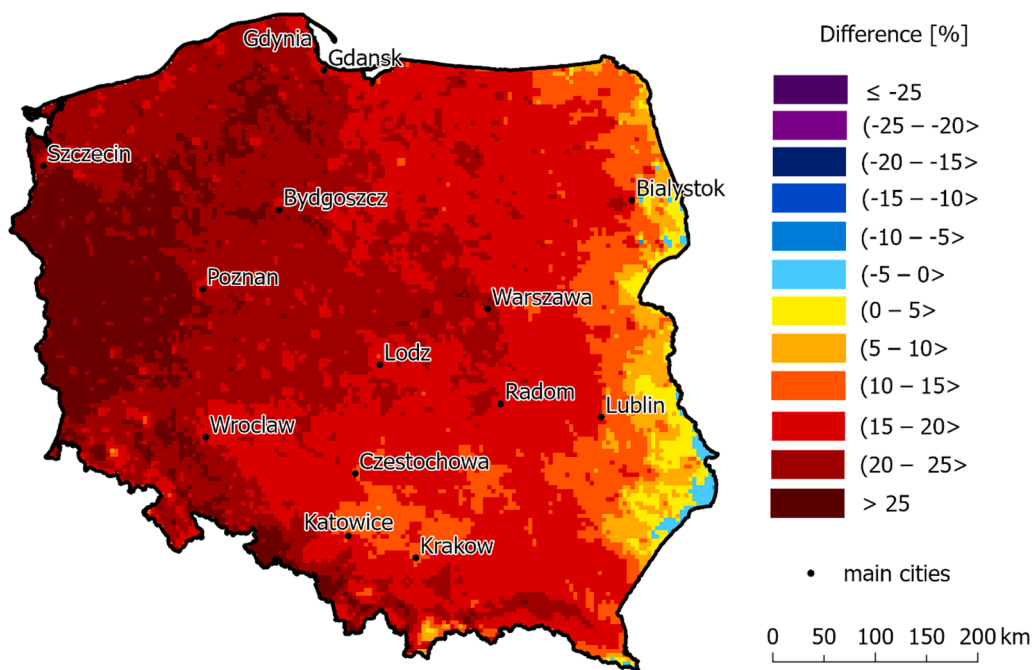 Gdynia
Gdansk
Szczecin
Bydgoszcz
Bialystok
Poznan
Warszawa
Lodz
Radom
Lublin
Wroclaw
Czestochowa
Katowice
Krakow
Difference [%]
≤ -25
(-25 – -20>
(-20 – -15>
(-15 – -10>
(-10 – -5>
(-5 – 0>
(0 – 5>
(5 – 10>
(10 – 15>
(15 – 20>
(20 – 25>
> 25
main cities
0 50 100 150 200 km